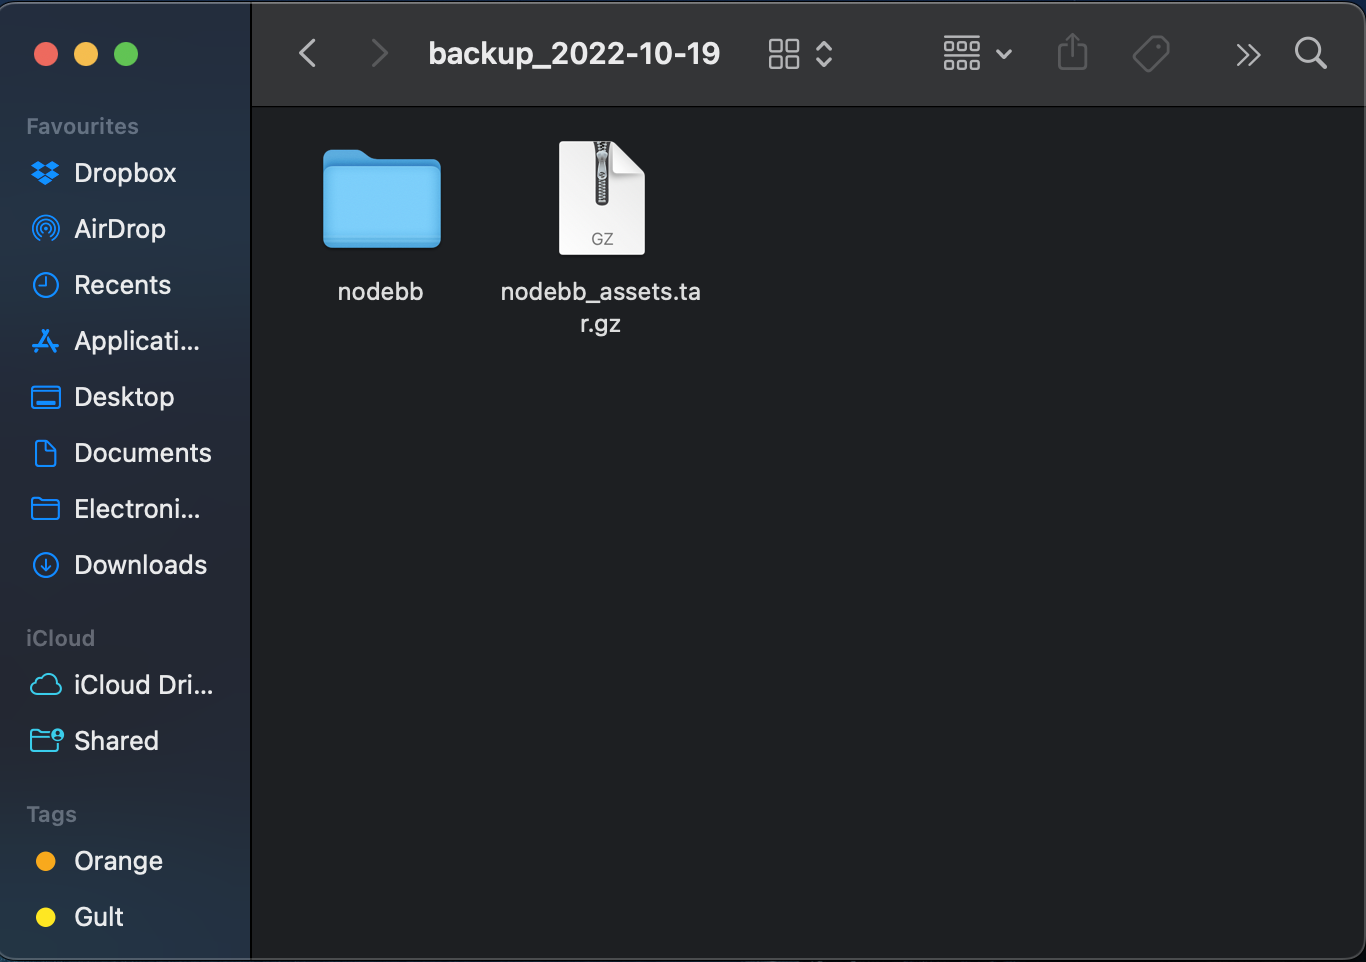 backup_2022-10-19
Favourites
Dropbox
AirDrop
Recents
Applicati...
Desktop
Documents
Electroni...
Downloads
iCloud
iCloud Dri...
Shared
Tags
Orange
Gult
GZ
nodebb
nodebb_assets.ta
r.gz